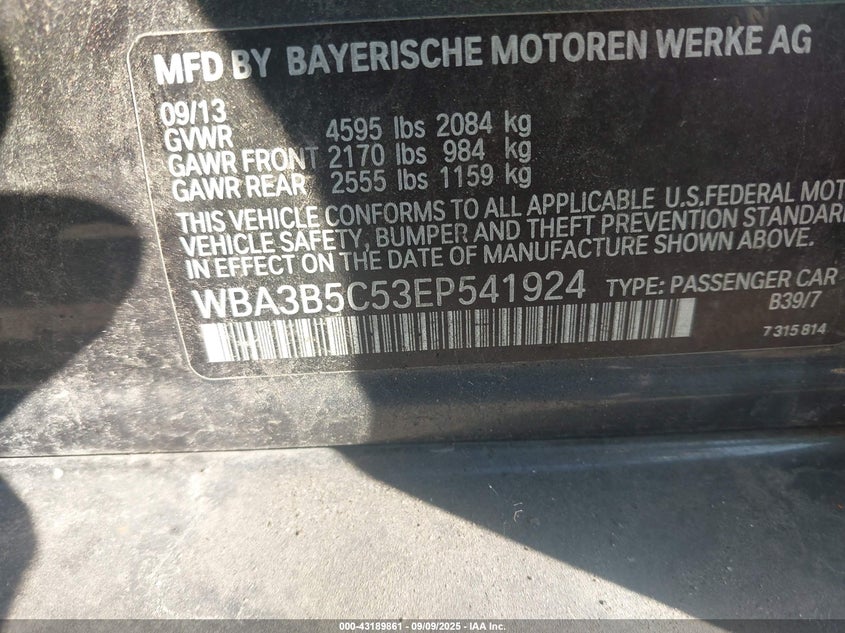 MFD BY BAYERISCHE MOTOREN WERKE AG
09/13
GVWR 4595 lbs 2084 kg
GAWR FRONT 2170 lbs 984 kg
GAWR REAR 2555 lbs 1159 kg
THIS VEHICLE CONFORMS TO ALL APPLICABLE U.S.FEDERAL MOT
VEHICLE SAFETY, BUMPER AND THEFT PREVENTION STANDAR
IN EFFECT ON THE DATE OF MANUFACTURE SHOWN ABOVE.
WBA3B5C53EP541924 TYPE: PASSENGER CAR
B39/7
7 315 814
000-43189861 - 09/09/2025 - IAA Inc.